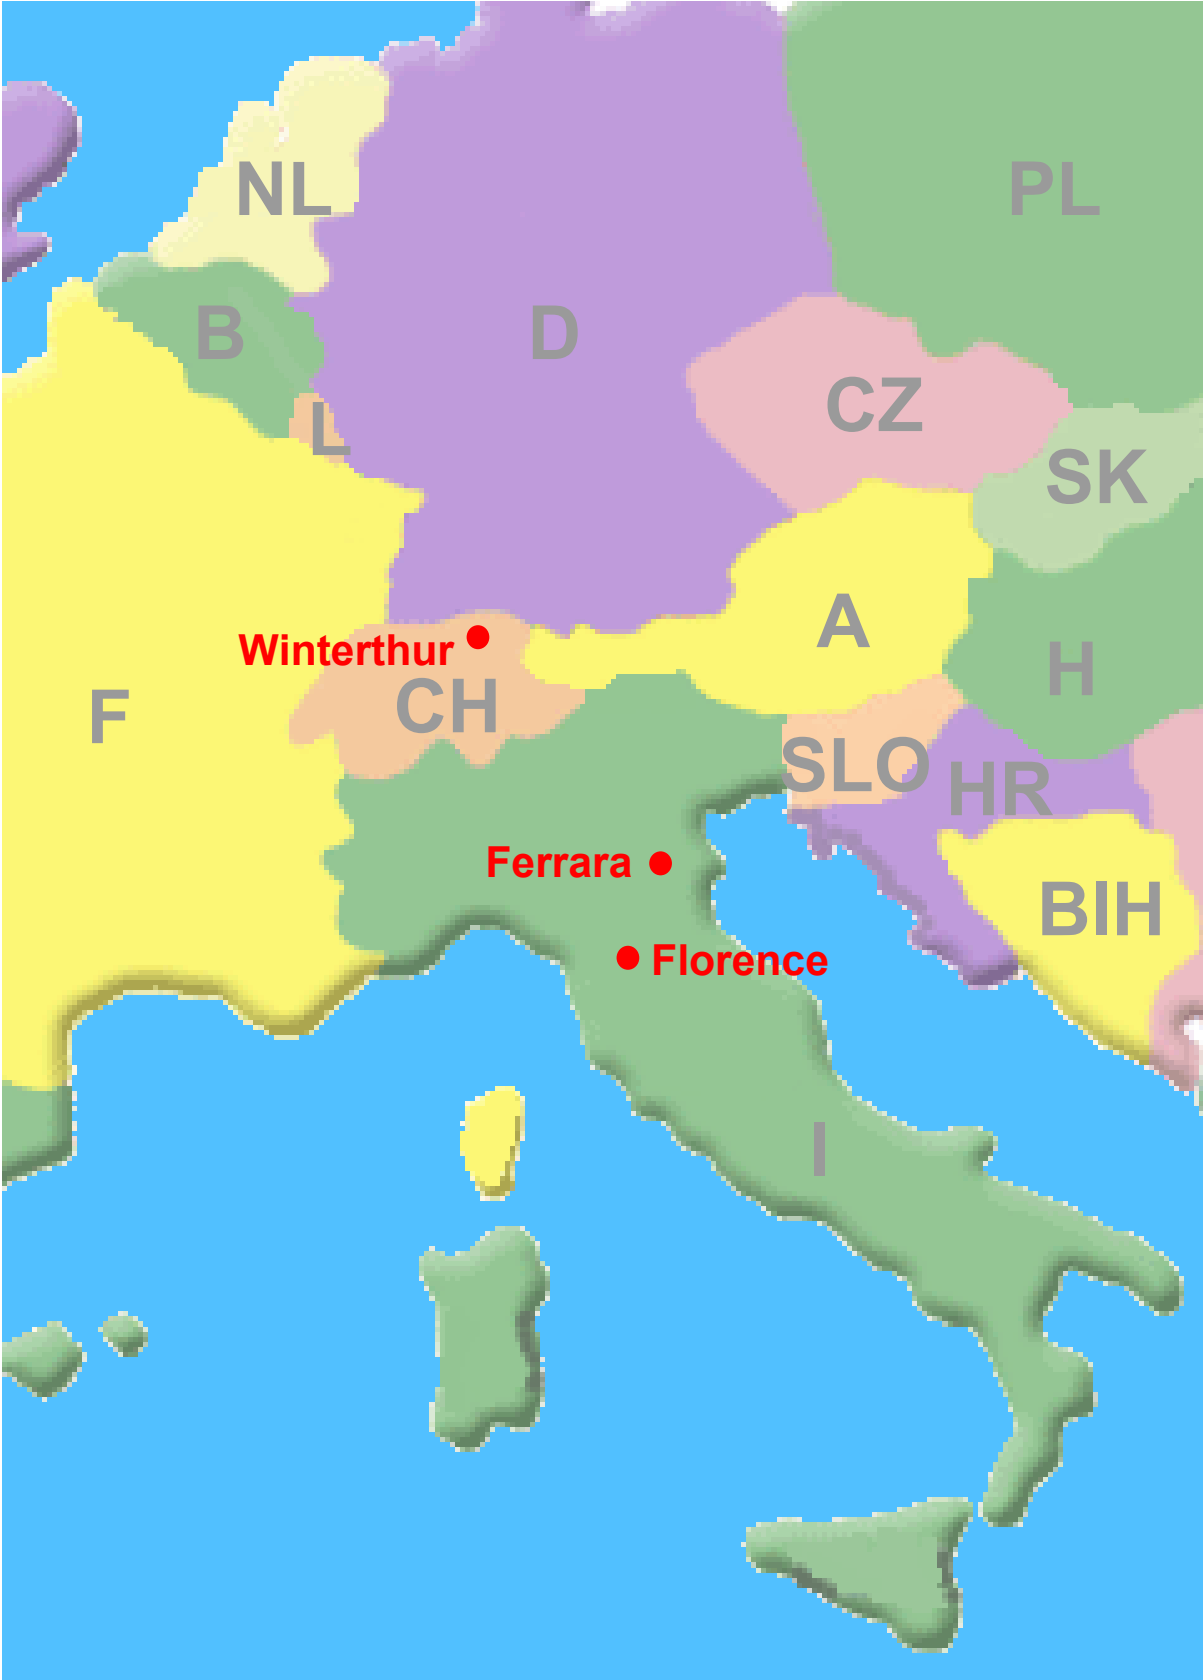 NL
PL
B
D
CZ
L
SK
A
Winterthur
H
CH
F
SLO
HR
Ferrara
BIH
Florence
I